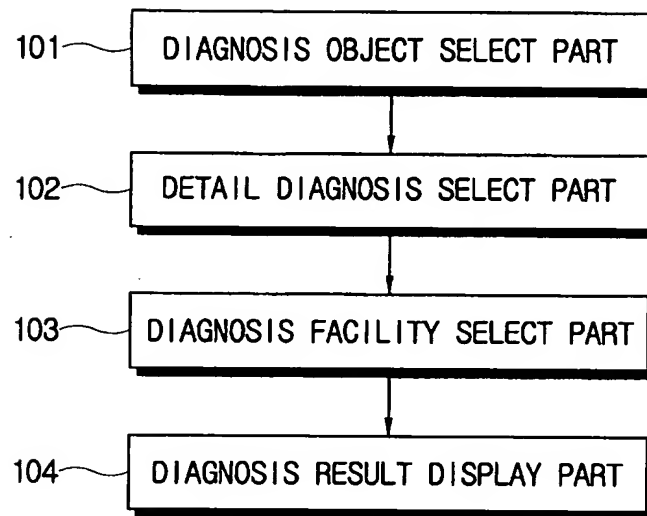 101 DIAGNOSIS OBJECT SELECT PART
102 DETAIL DIAGNOSIS SELECT PART
103 DIAGNOSIS FACILITY SELECT PART
104 DIAGNOSIS RESULT DISPLAY PART